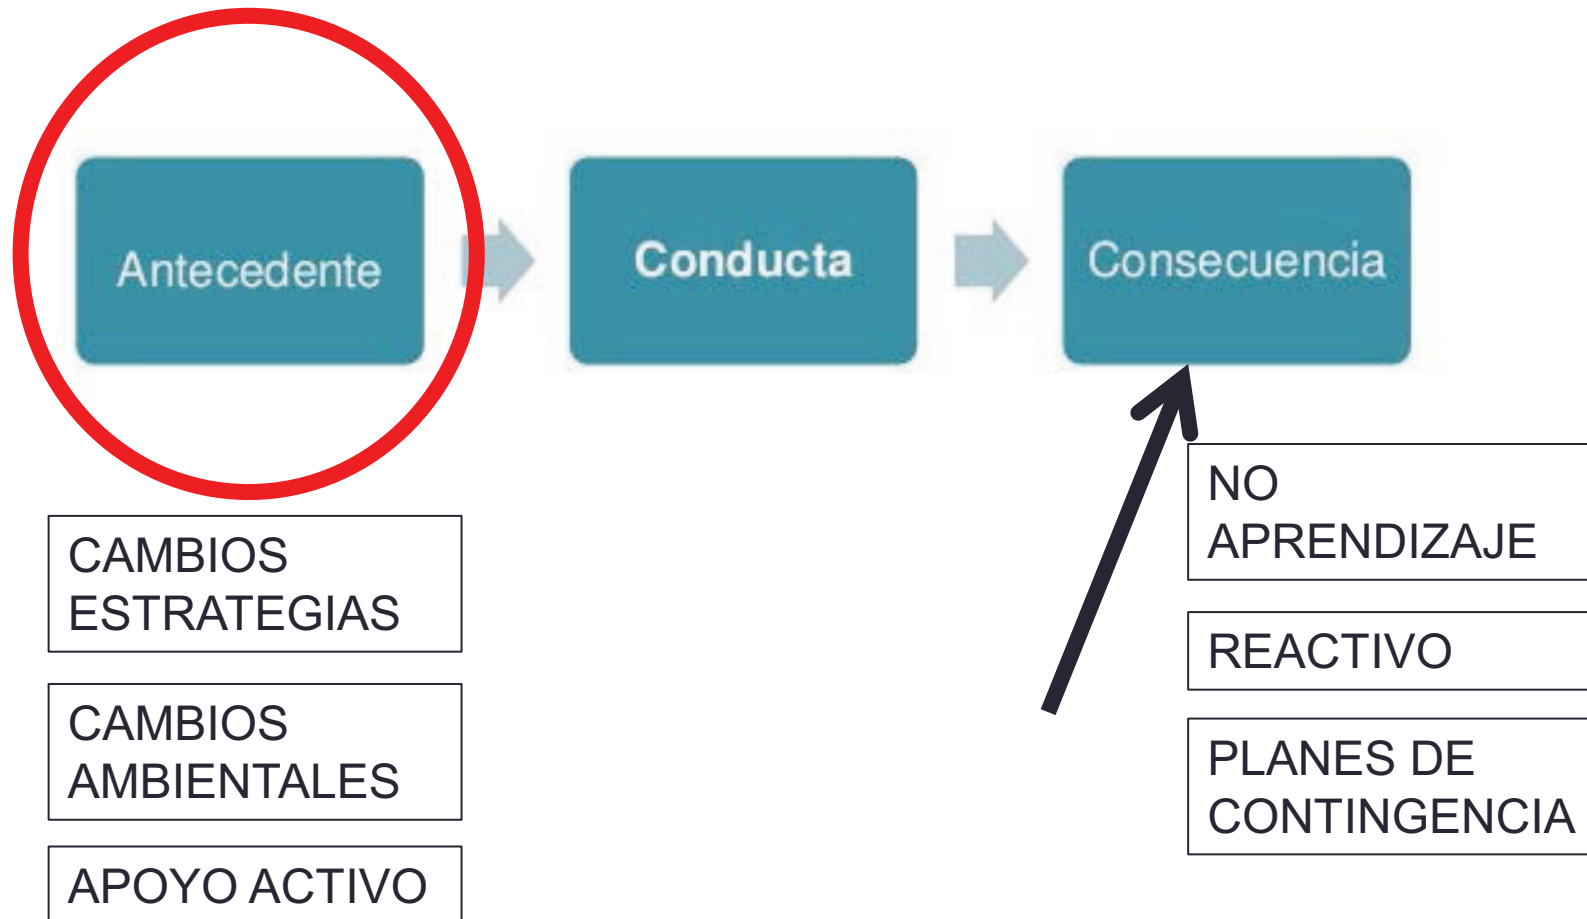 Antecedente
Conducta
Consecuencia
CAMBIOS
ESTRATEGIAS
CAMBIOS
AMBIENTALES
APOYO ACTIVO
NO
APRENDIZAJE
REACTIVO
PLANES DE
CONTINGENCIA